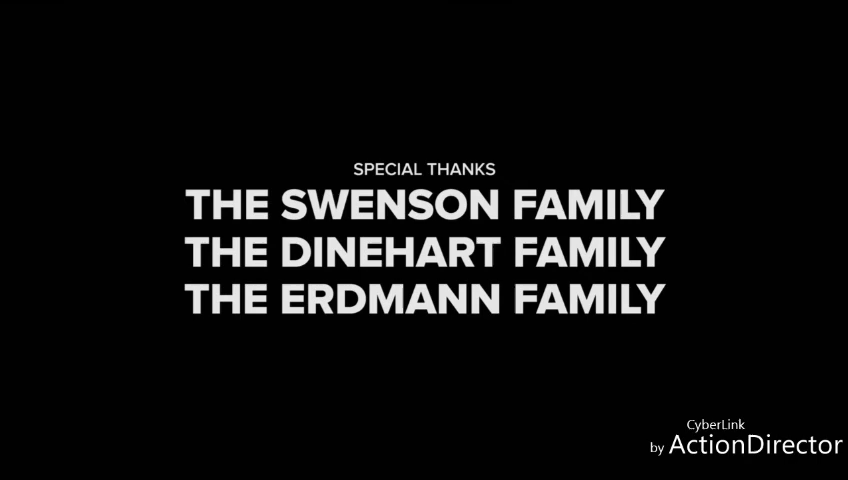 SPECIAL THANKS
THE SWENSON FAMILY
THE DINEHART FAMILY
THE ERDMANN FAMILY
CyberLink
by ActionDirector